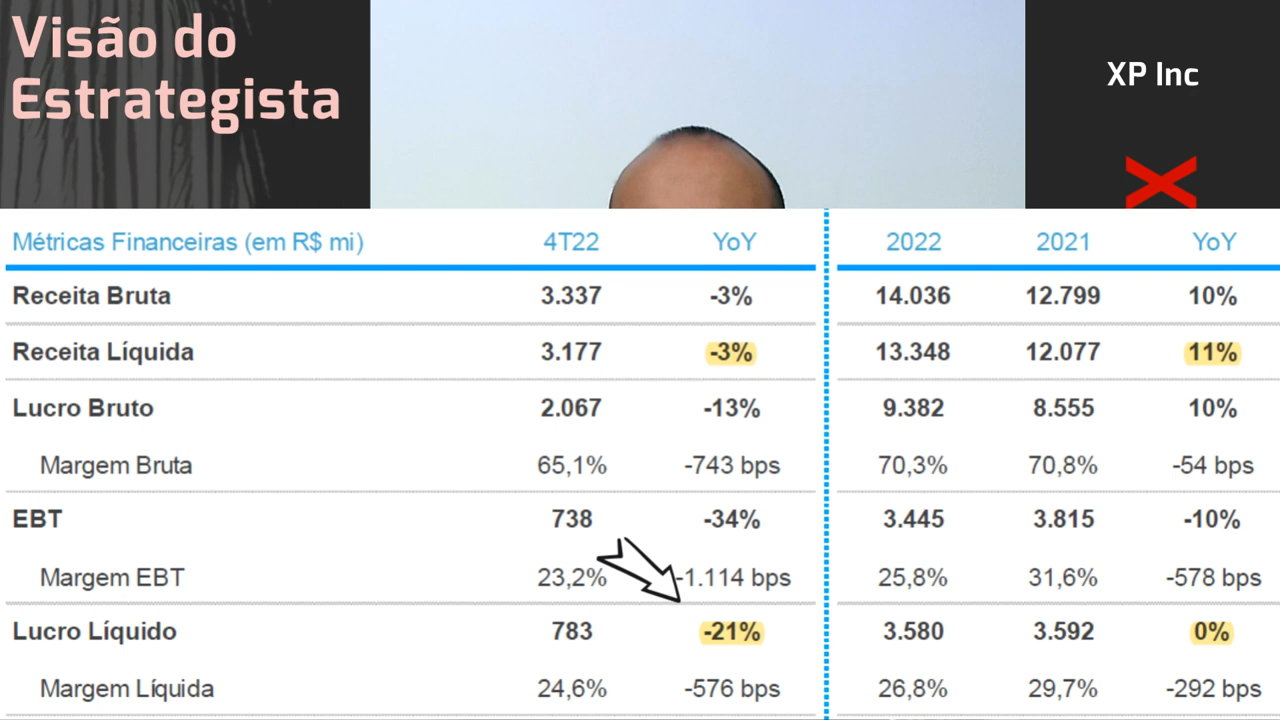 Visão do
Estrategista
XP Inc
Métricas Financeiras (em R$ mi) 4T22 YoY 2022 2021 YoY
Receita Bruta 3.337 -3% 14.036 12.799 10%
Receita Líquida 3.177 -3% 13.348 12.077 11%
Lucro Bruto 2.067 -13% 9.382 8.555 10%
Margem Bruta 65,1% -743 bps 70,3% 70,8% -54 bps
EBT 738 -34% 3.445 3.815 -10%
Margem EBT 23,2% -1.114 bps 25,8% 31,6% -578 bps
Lucro Líquido 783 -21% 3.580 3.592 0%
Margem Líquida 24,6% -576 bps 26,8% 29,7% -292 bps